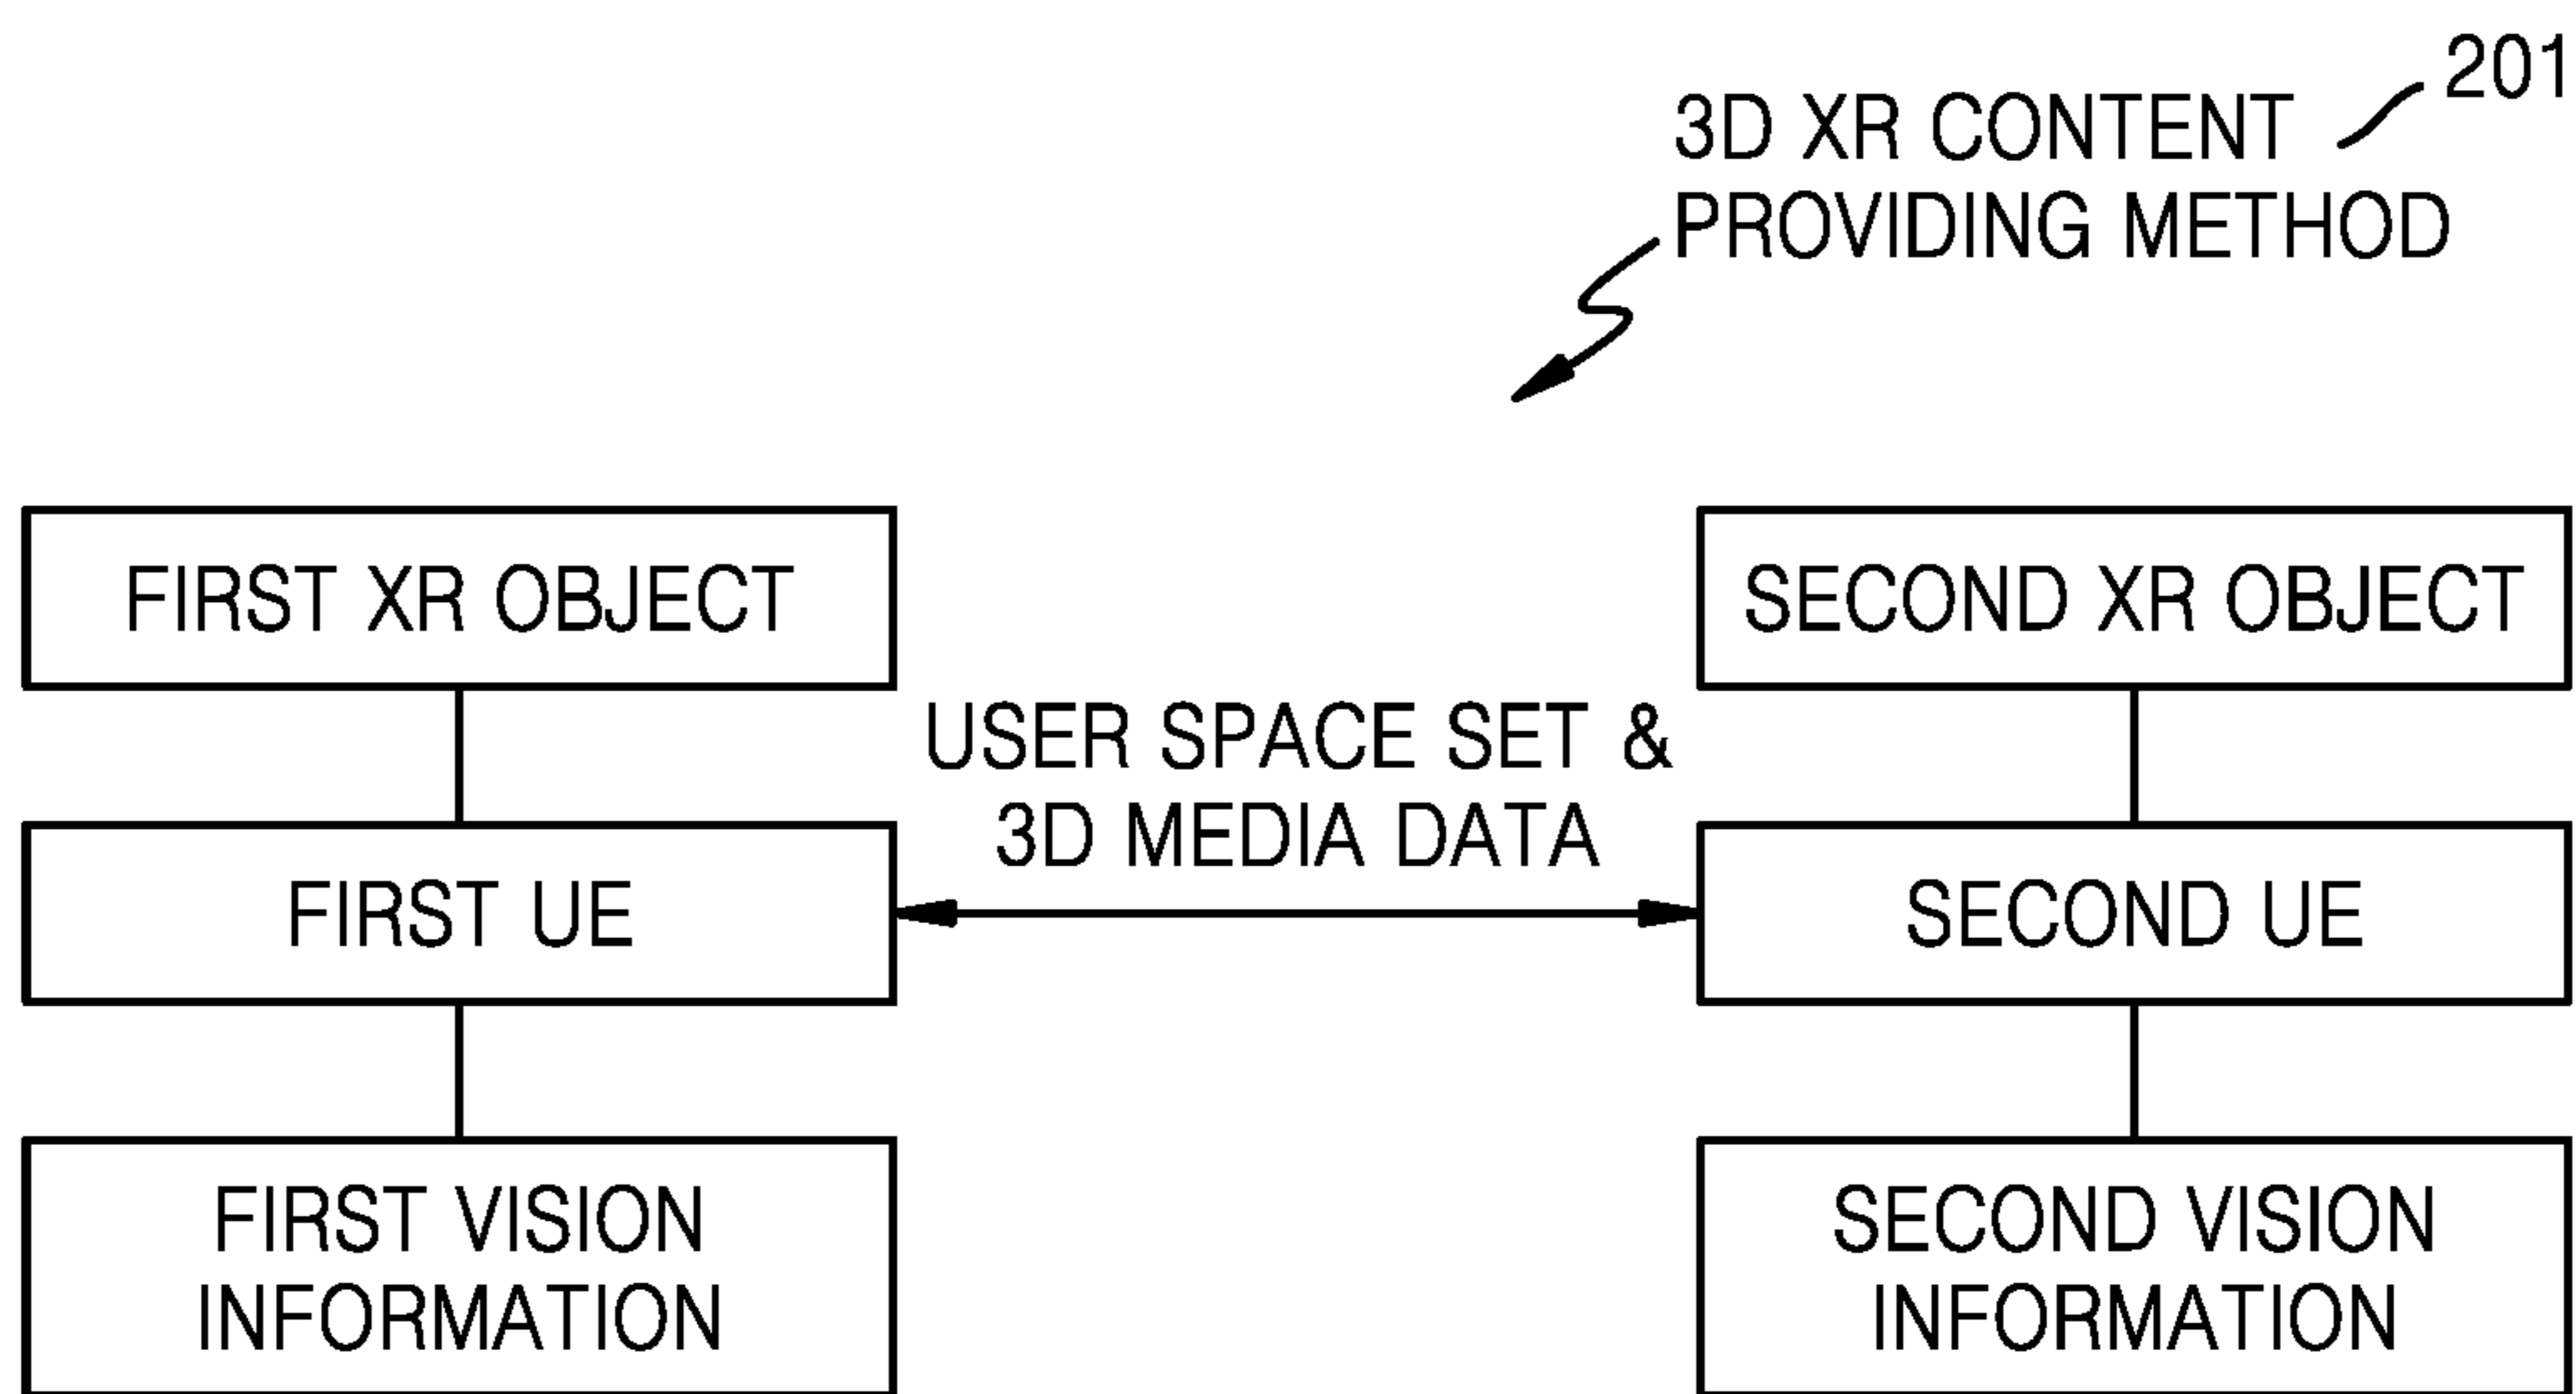 201
3D XR CONTENT
PROVIDING METHOD
FIRST XR OBJECT
SECOND XR OBJECT
USER SPACE SET &
3D MEDIA DATA
FIRST UE
SECOND UE
FIRST VISION
INFORMATION
SECOND VISION
INFORMATION